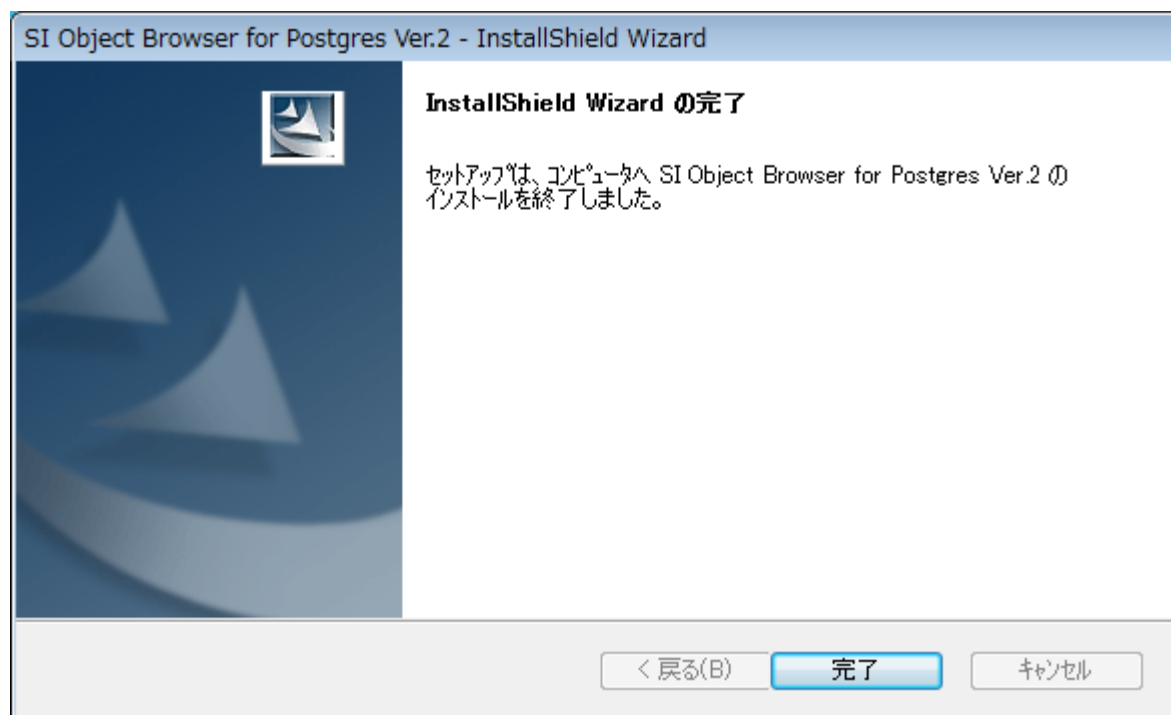 SI Object Browser for Postgres Ver.2 - InstallShield Wizard
InstallShield Wizard の完了
セットアップは、コンピュータへ SI Object Browser for Postgres Ver.2 の
インストールを終了しました。
< 戻る(B)
完了
キャンセル